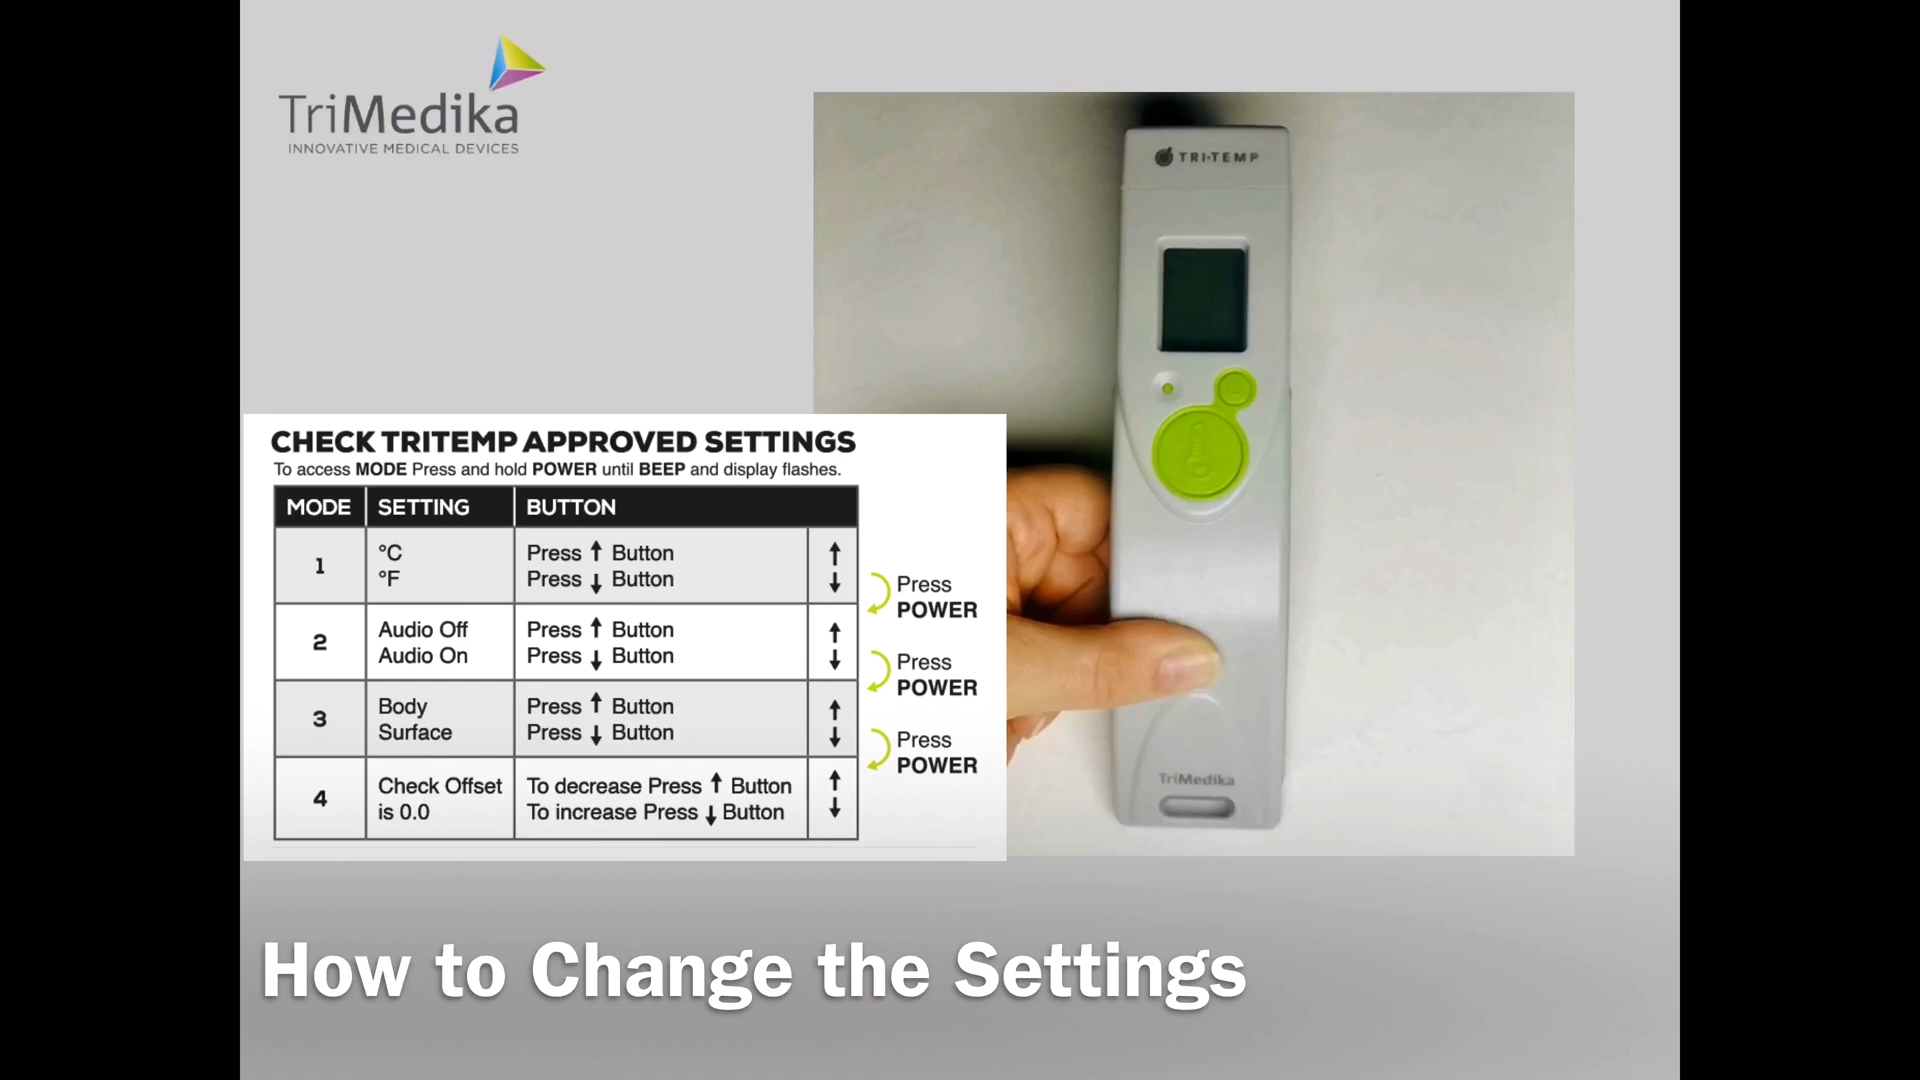 TriMedika
INNOVATIVE MEDICAL DEVICES
TRI•TEMP
CHECK TRITEMP APPROVED SETTINGS
To access MODE Press and hold POWER until BEEP and display flashes.
MODE SETTING BUTTON
1 °C Press ↑ Button ↑
°F Press ↓ Button ↓
Press
POWER
2 Audio Off Press ↑ Button ↑
Audio On Press ↓ Button ↓
Press
POWER
3 Body Press ↑ Button ↑
Surface Press ↓ Button ↓
Press
POWER
4 Check Offset To decrease Press ↑ Button ↑
is 0.0 To increase Press ↓ Button ↓
TriMedika
How to Change the Settings